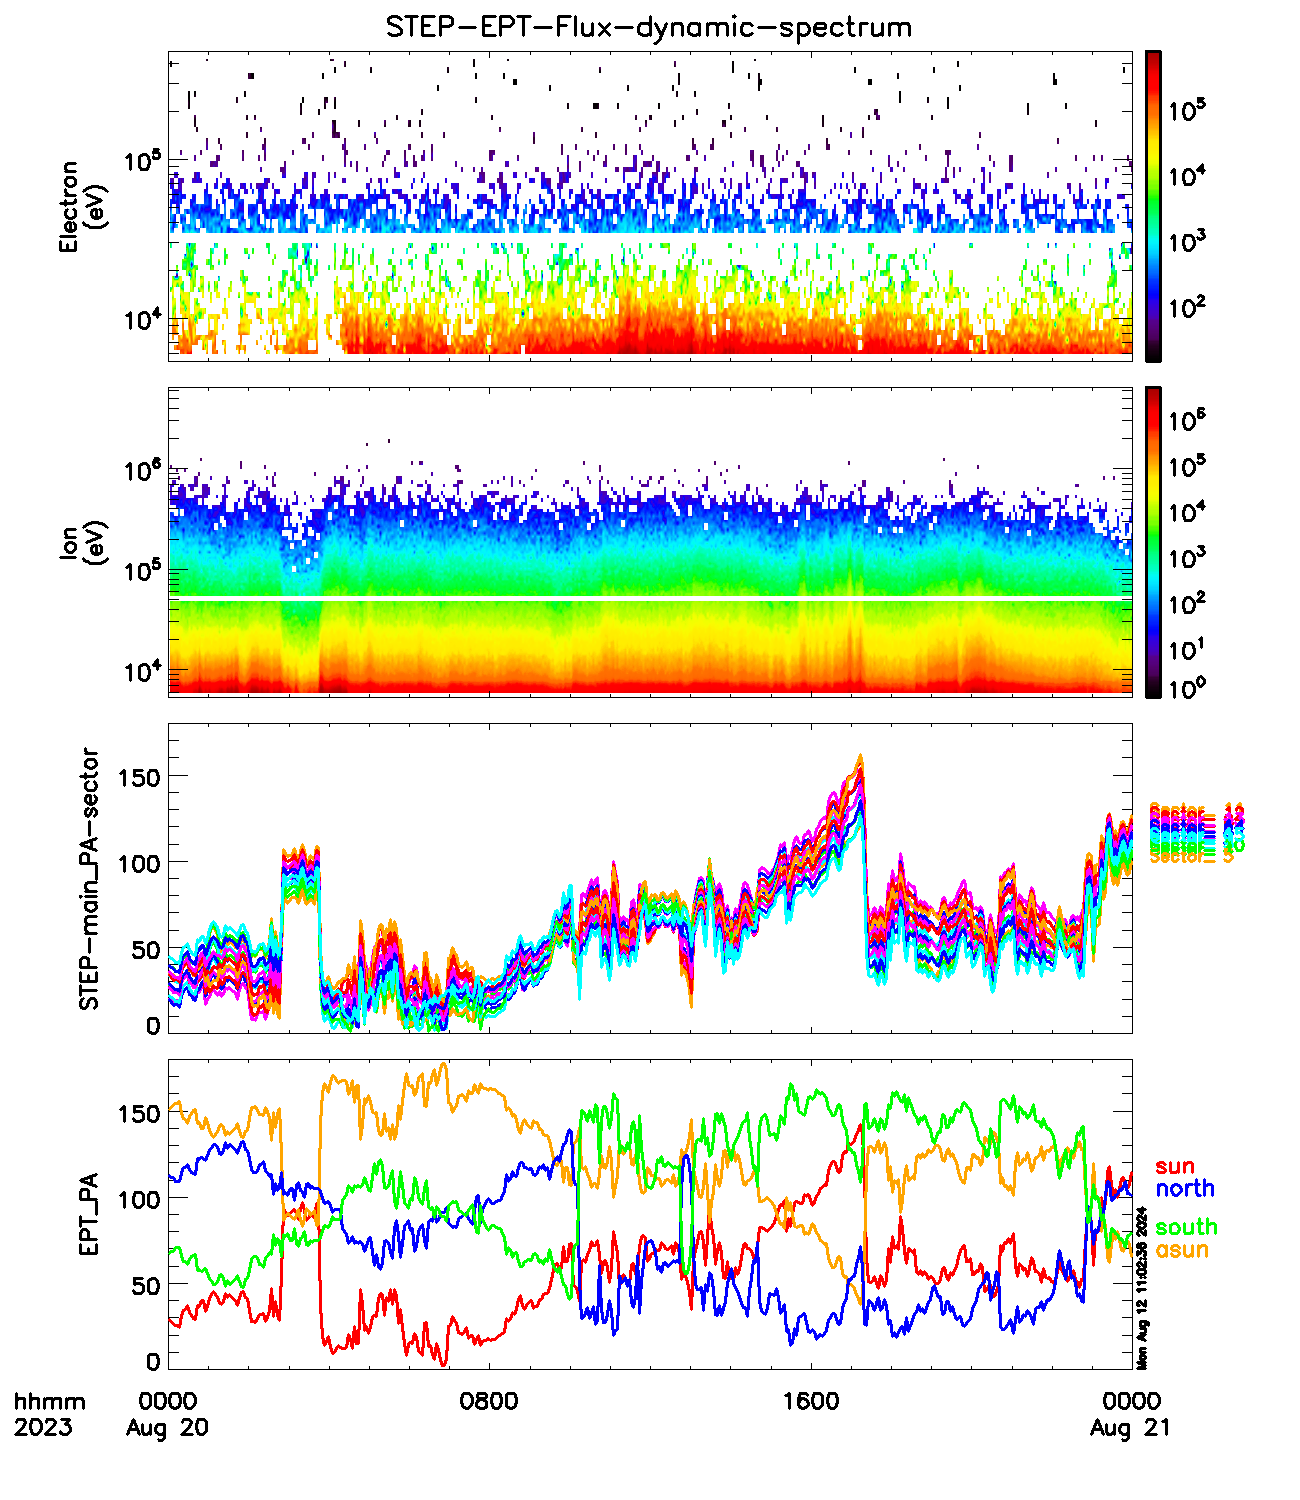 STEP-EPT-Flux-dynamic-spectrum
Electron
(eV)
10^5
10^4
10^5
10^4
10^3
10^2
Ion
(eV)
10^6
10^5
10^4
10^6
10^5
10^4
10^3
10^2
10^1
10^0
STEP-main_PA-sector
150
100
50
0
EPT_PA
150
100
50
0
sun
north
south
asun
Mon Aug 12 11:02:36 2024
hhmm 0000 0800 1600 0000
2023 Aug 20 Aug 21